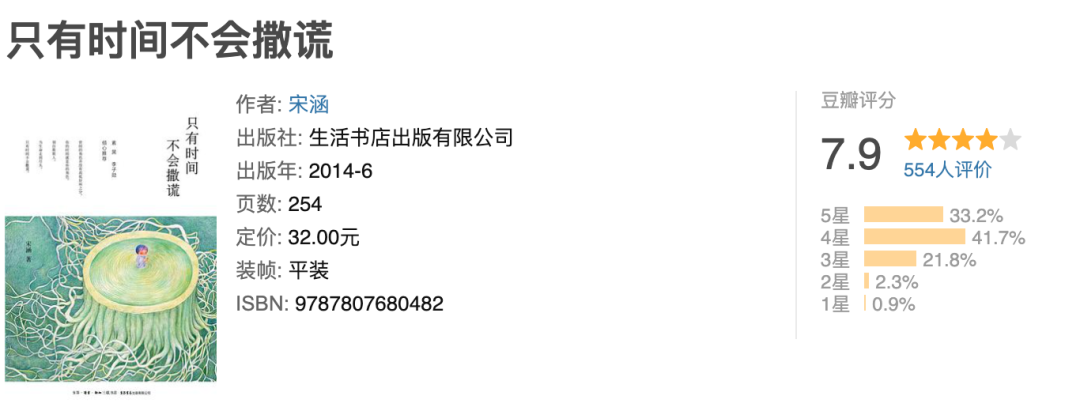 只有时间不会撒谎
只有时间
不会撒谎
宋涵 著
作者: 宋涵
出版社: 生活书店出版有限公司
出版年: 2014-6
页数: 254
定价: 32.00元
装帧: 平装
ISBN: 9787807680482
豆瓣评分
7.9
554人评价
5星 33.2%
4星 41.7%
3星 21.8%
2星 2.3%
1星 0.9%